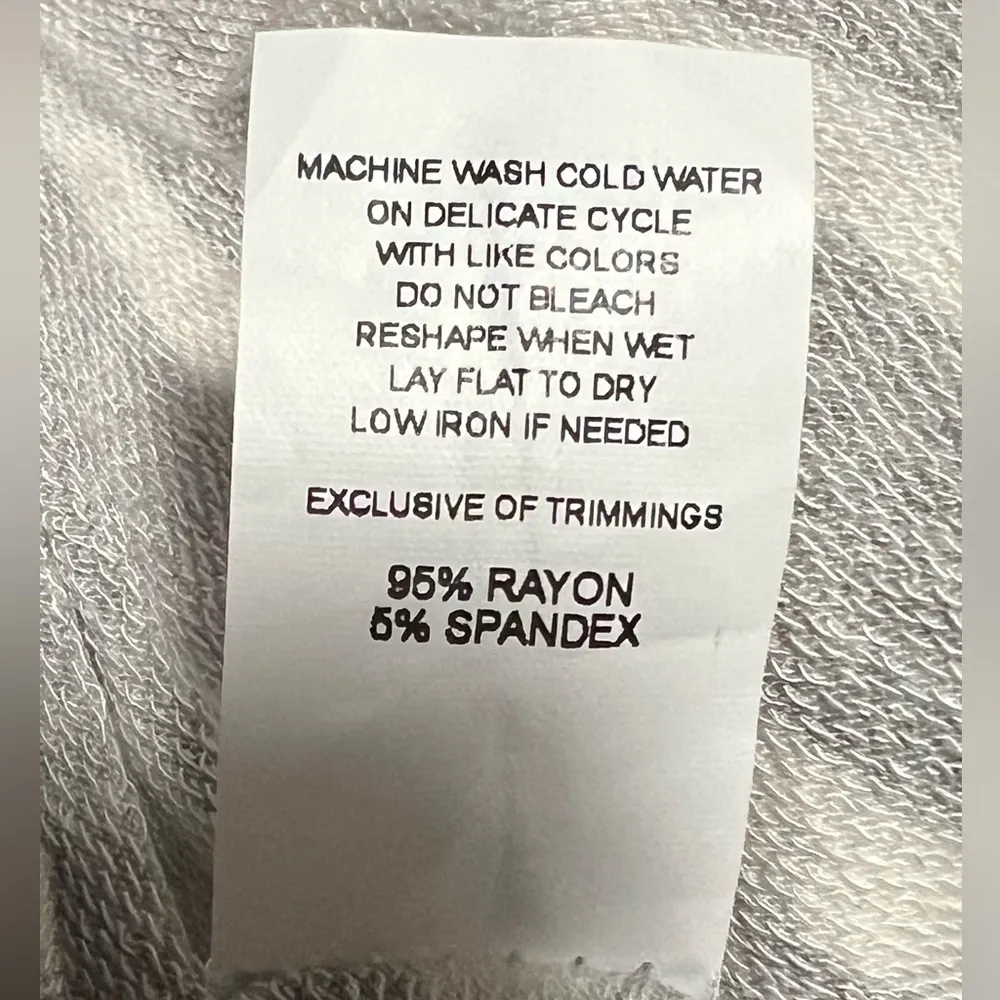 MACHINE WASH COLD WATER
ON DELICATE CYCLE
WITH LIKE COLORS
DO NOT BLEACH
RESHAPE WHEN WET
LAY FLAT TO DRY
LOW IRON IF NEEDED
EXCLUSIVE OF TRIMMINGS
95% RAYON
5% SPANDEX